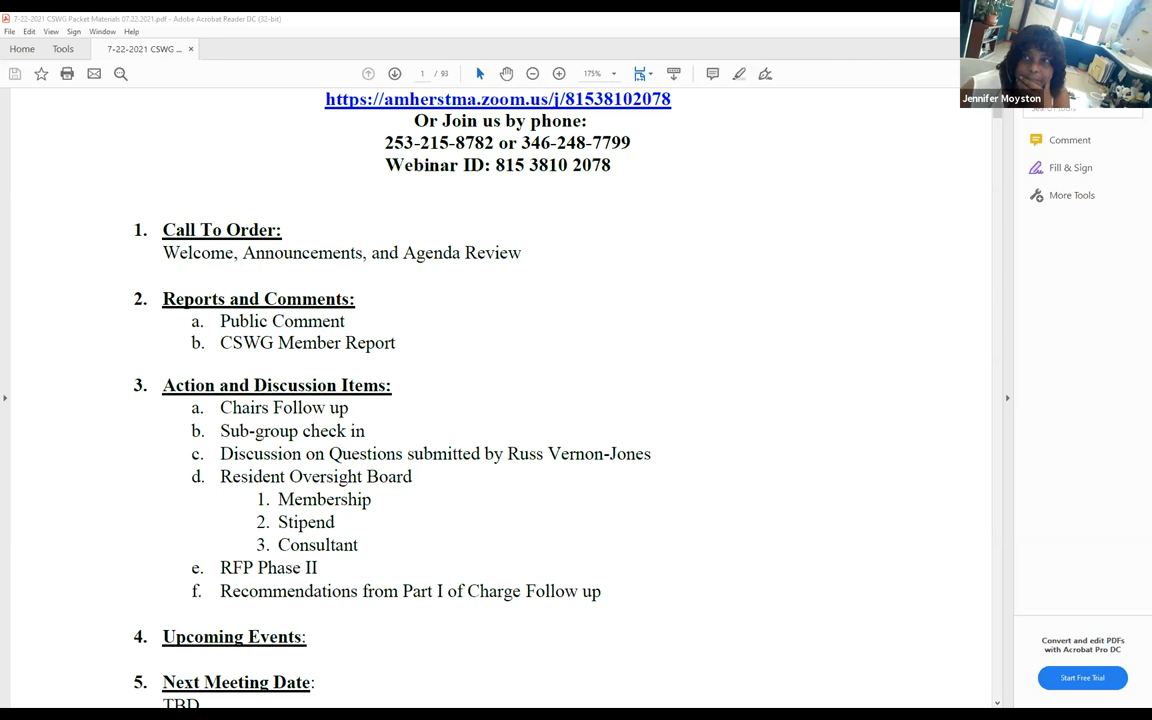 7-22-2021 CSWG Packet Materials 07.22.2021.pdf - Adobe Acrobat Reader DC (32-bit)
File Edit View Sign Window Help
Home Tools 7-22-2021 CSWG ... ×
1 / 93 175%
Jennifer Moyston
https://amherstma.zoom.us/j/81538102078
Or Join us by phone:
253-215-8782 or 346-248-7799
Webinar ID: 815 3810 2078
1. Call To Order:
Welcome, Announcements, and Agenda Review
2. Reports and Comments:
a. Public Comment
b. CSWG Member Report
3. Action and Discussion Items:
a. Chairs Follow up
b. Sub-group check in
c. Discussion on Questions submitted by Russ Vernon-Jones
d. Resident Oversight Board
1. Membership
2. Stipend
3. Consultant
e. RFP Phase II
f. Recommendations from Part I of Charge Follow up
4. Upcoming Events:
5. Next Meeting Date:
TBD
Comment
Fill & Sign
More Tools
Convert and edit PDFs
with Acrobat Pro DC
Start Free Trial